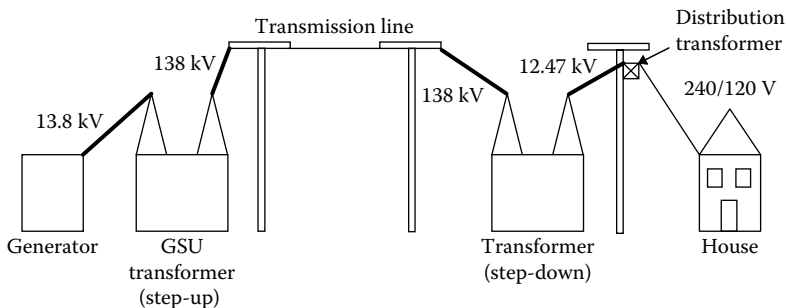 Transmission line
Distribution
transformer
138 kV
12.47 kV
13.8 kV
138 kV
240/120 V
Generator
GSU
transformer
(step-up)
Transformer
(step-down)
House